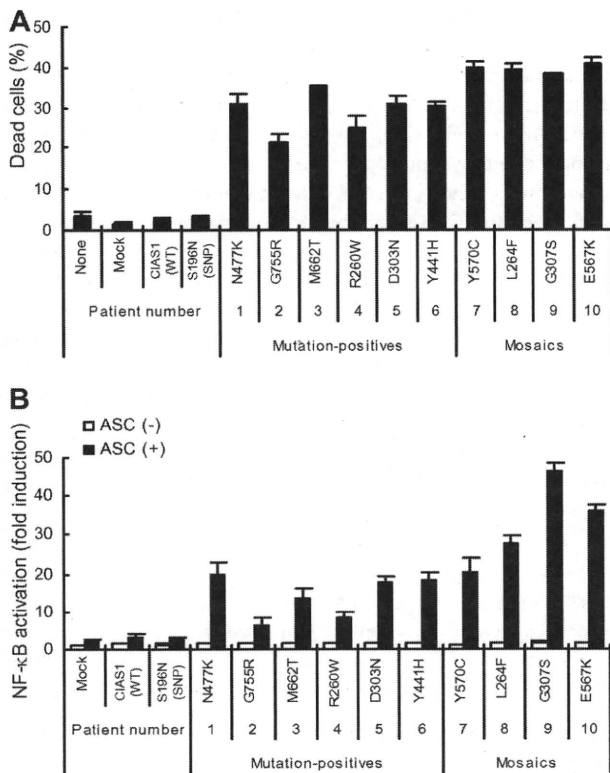 A
Dead cells (%)
50
40
30
20
10
0
None
Mock
CIAS1 (WT)
S196N (SNP)
N477K
G755R
M662T
R260W
D303N
Y441H
Y570C
L264F
G307S
E567K
Patient number
1
2
3
4
5
6
7
8
9
10
Mutation-positives
Mosaics
B
ASC (-)
ASC (+)
NF-κB activation (fold induction)
50
40
30
20
10
0
Mock
CIAS1 (WT)
S196N (SNP)
N477K
G755R
M662T
R260W
D303N
Y441H
Y570C
L264F
G307S
E567K
Patient number
1
2
3
4
5
6
7
8
9
10
Mutation-positives
Mosaics